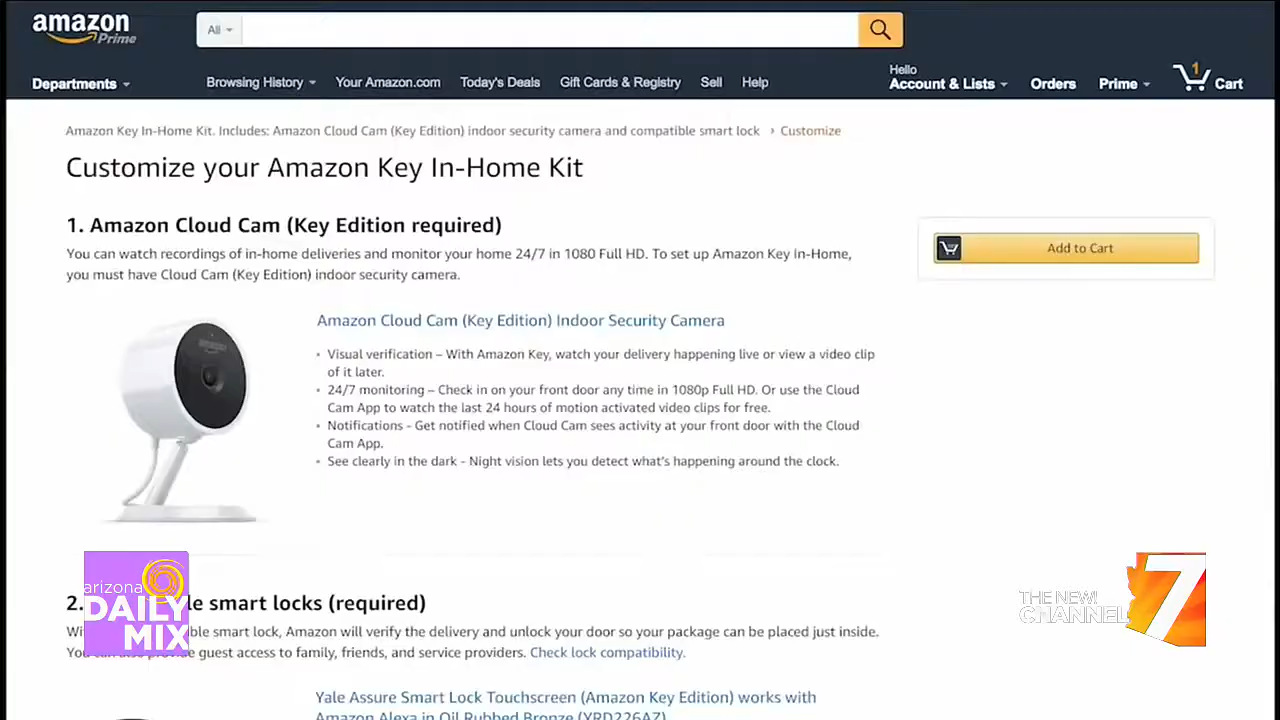 amazon
Prime
All
Departments
Browsing History
Your Amazon.com
Today's Deals
Gift Cards & Registry
Sell
Help
Hello
Account & Lists
Orders
Prime
1
Cart
Amazon Key In-Home Kit. Includes: Amazon Cloud Cam (Key Edition) indoor security camera and compatible smart lock › Customize
Customize your Amazon Key In-Home Kit
1. Amazon Cloud Cam (Key Edition required)
You can watch recordings of in-home deliveries and monitor your home 24/7 in 1080 Full HD. To set up Amazon Key In-Home,
you must have Cloud Cam (Key Edition) indoor security camera.
Add to Cart
Amazon Cloud Cam (Key Edition) Indoor Security Camera
• Visual verification – With Amazon Key, watch your delivery happening live or view a video clip
of it later.
• 24/7 monitoring – Check in on your front door any time in 1080p Full HD. Or use the Cloud
Cam App to watch the last 24 hours of motion activated video clips for free.
• Notifications - Get notified when Cloud Cam sees activity at your front door with the Cloud
Cam App.
• See clearly in the dark - Night vision lets you detect what's happening around the clock.
arizona
DAILY
MIX
2. smart locks (required)
smart lock, Amazon will verify the delivery and unlock your door so your package can be placed just inside.
guest access to family, friends, and service providers. Check lock compatibility.
THE NEW!
CHANNEL
7
Yale Assure Smart Lock Touchscreen (Amazon Key Edition) works with
Amazon Alexa in Oil Rubbed Bronze (YRD226AZ)